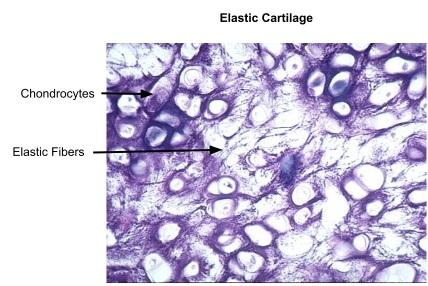 Elastic Cartilage
Chondrocytes
Elastic Fibers